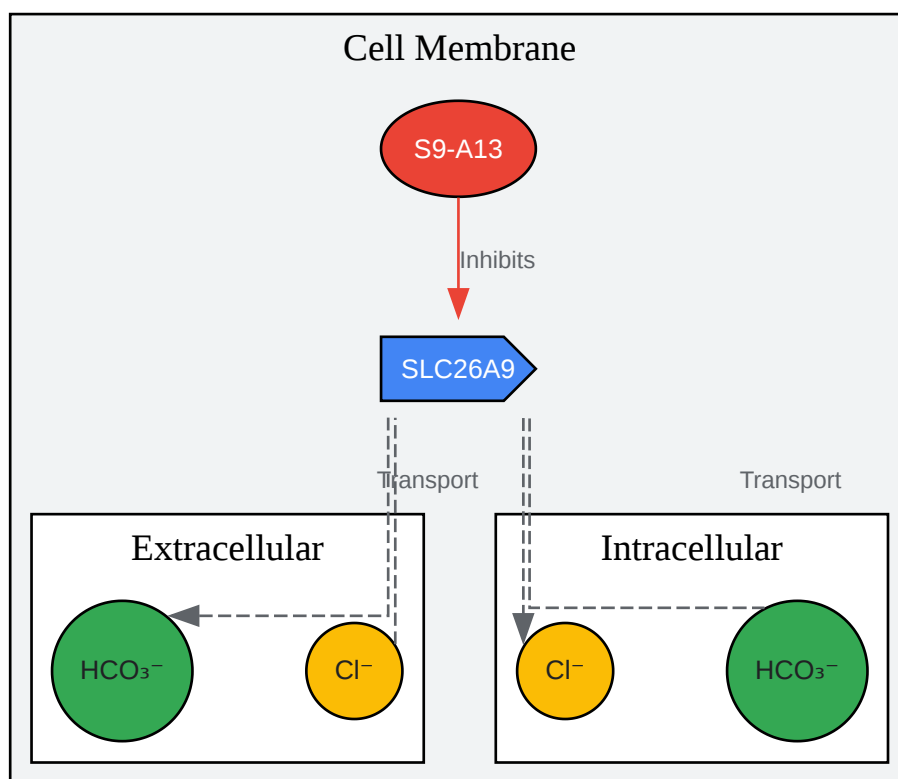 Cell Membrane
S9-A13
Inhibits
SLC26A9
Transport
Transport
Extracellular
Intracellular
HCO₃⁻
Cl⁻
Cl⁻
HCO₃⁻